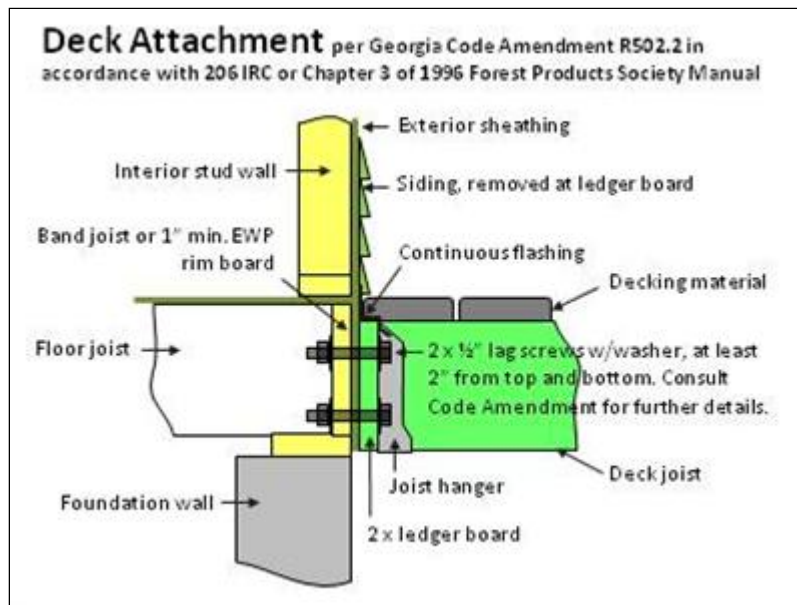 Deck Attachment per Georgia Code Amendment R502.2 in
accordance with 206 IRC or Chapter 3 of 1996 Forest Products Society Manual
Exterior sheathing
Interior stud wall
Siding, removed at ledger board
Band joist or 1" min. EWP
rim board
Continuous flashing
Decking material
Floor joist
2 x ½" lag screws w/washer, at least
2" from top and bottom. Consult
Code Amendment for further details.
Deck joist
Joist hanger
Foundation wall
2 x ledger board